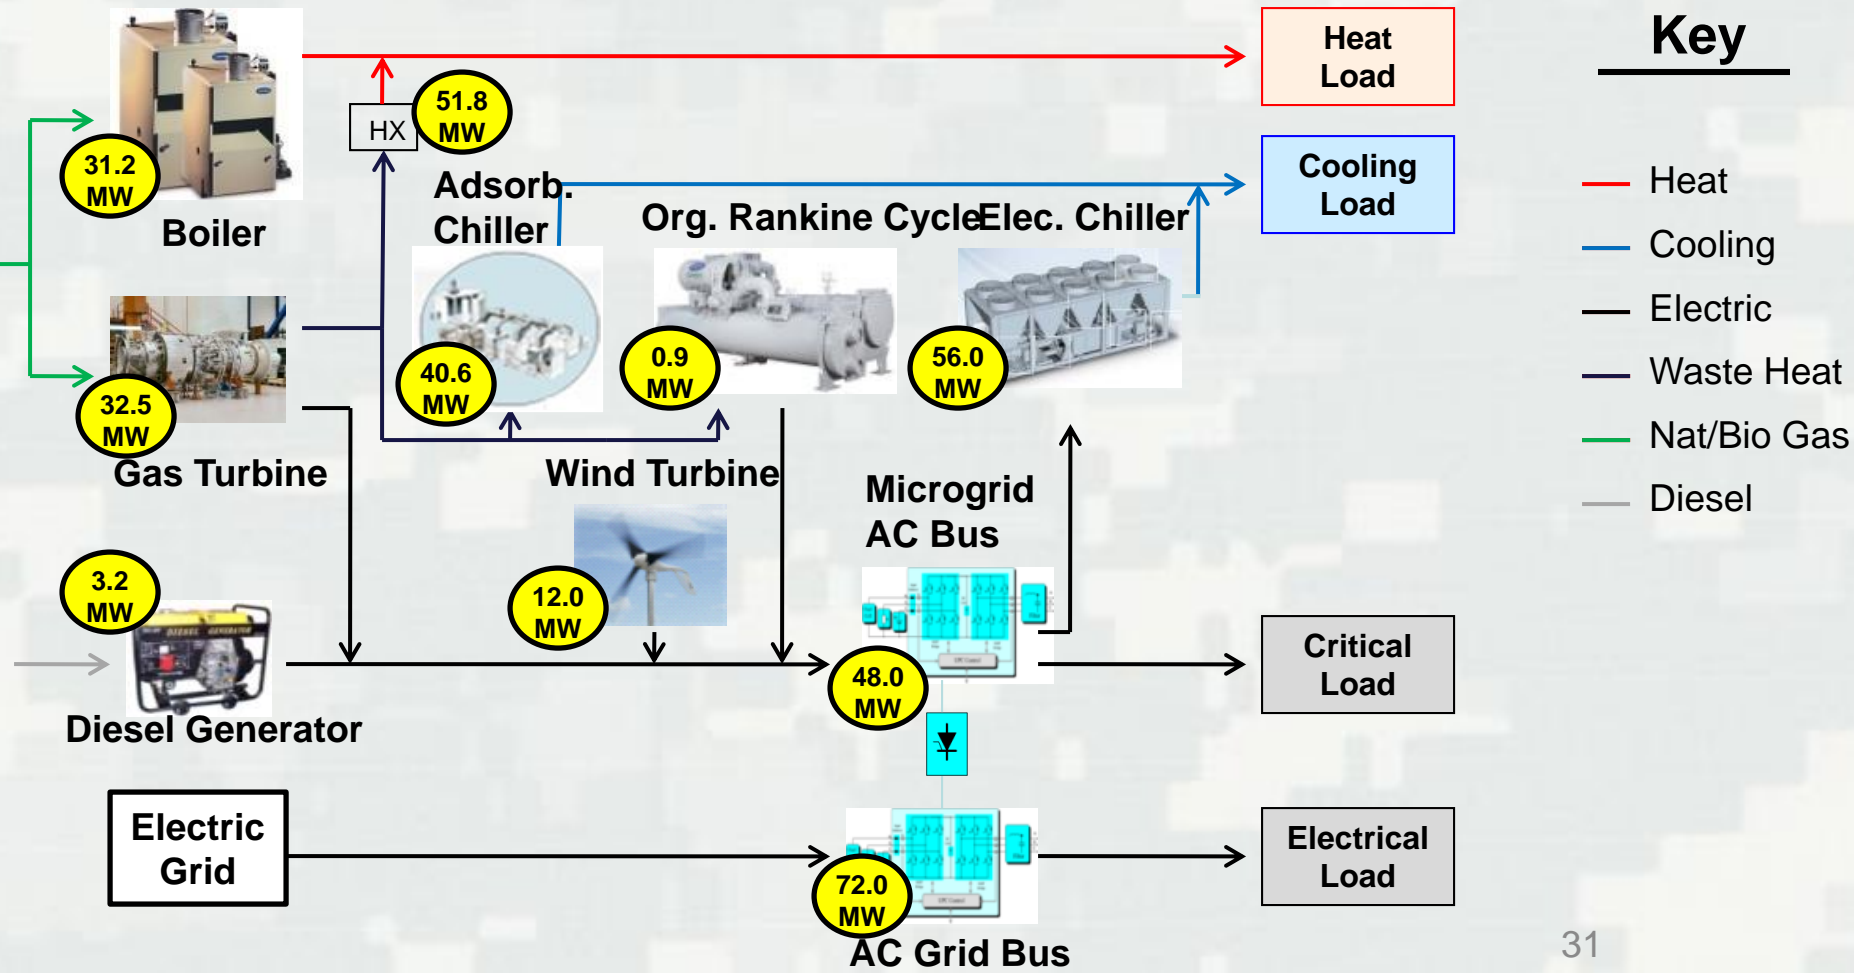 Key
Heat
Load
51.8
MW
HX
31.2
MW
Boiler
Adsorb.
Chiller
Cooling
Load
Org. Rankine Cycle
Elec. Chiller
Heat
Cooling
Electric
Waste Heat
Nat/Bio Gas
Diesel
40.6
MW
0.9
MW
56.0
MW
32.5
MW
Gas Turbine
Wind Turbine
Microgrid
AC Bus
3.2
MW
DIESEL GENERATOR
12.0
MW
48.0
MW
Critical
Load
Diesel Generator
Electric
Grid
72.0
MW
Electrical
Load
AC Grid Bus
31